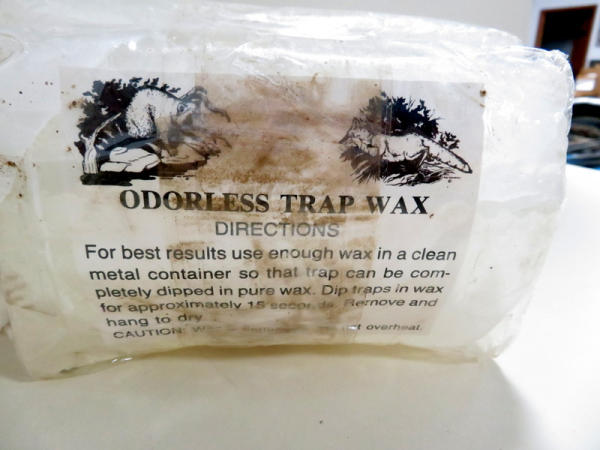 ODORLESS TRAP WAX
DIRECTIONS
For best results use enough wax in a clean
metal container so that trap can be com-
pletely dipped in pure wax. Dip traps in wax
for approximately 15 seconds. Remove and
hang to dry
CAUTION: overheat.